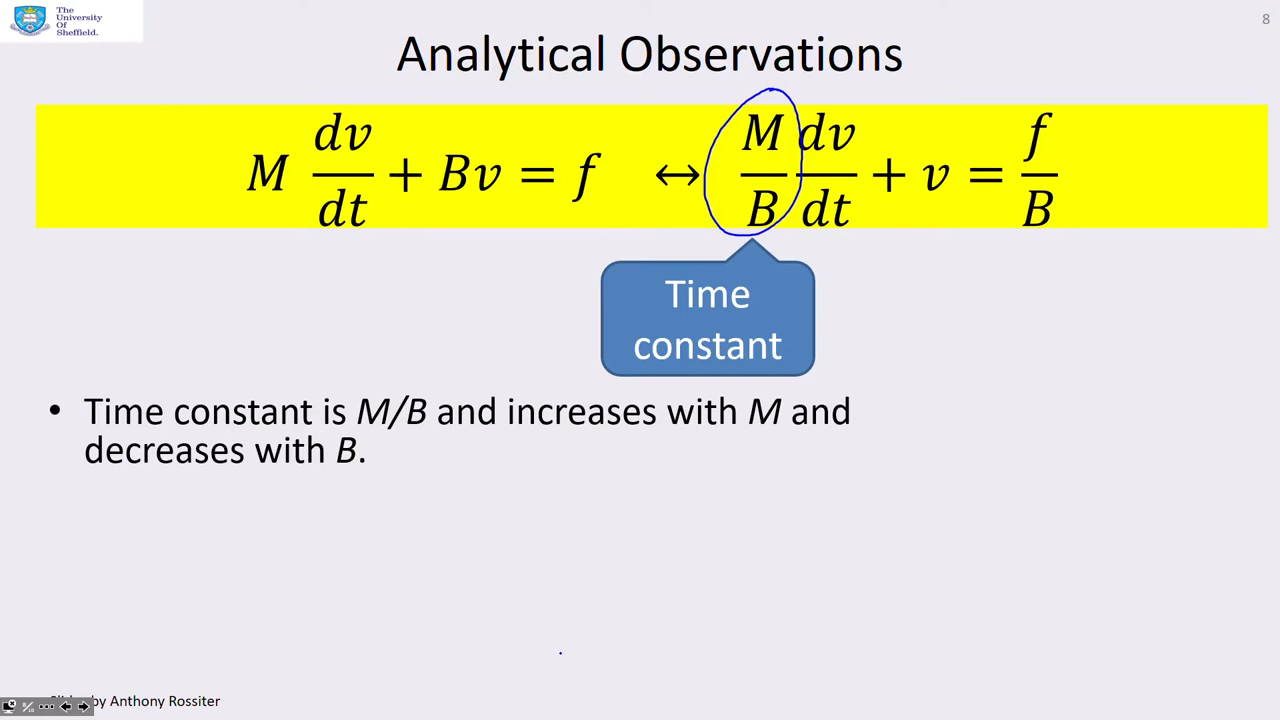 The
University
Of
Sheffield.
8
Analytical Observations
M dv/dt + Bv = f ↔ M/B dv/dt + v = f/B
Time
constant
• Time constant is M/B and increases with M and
decreases with B.
by Anthony Rossiter